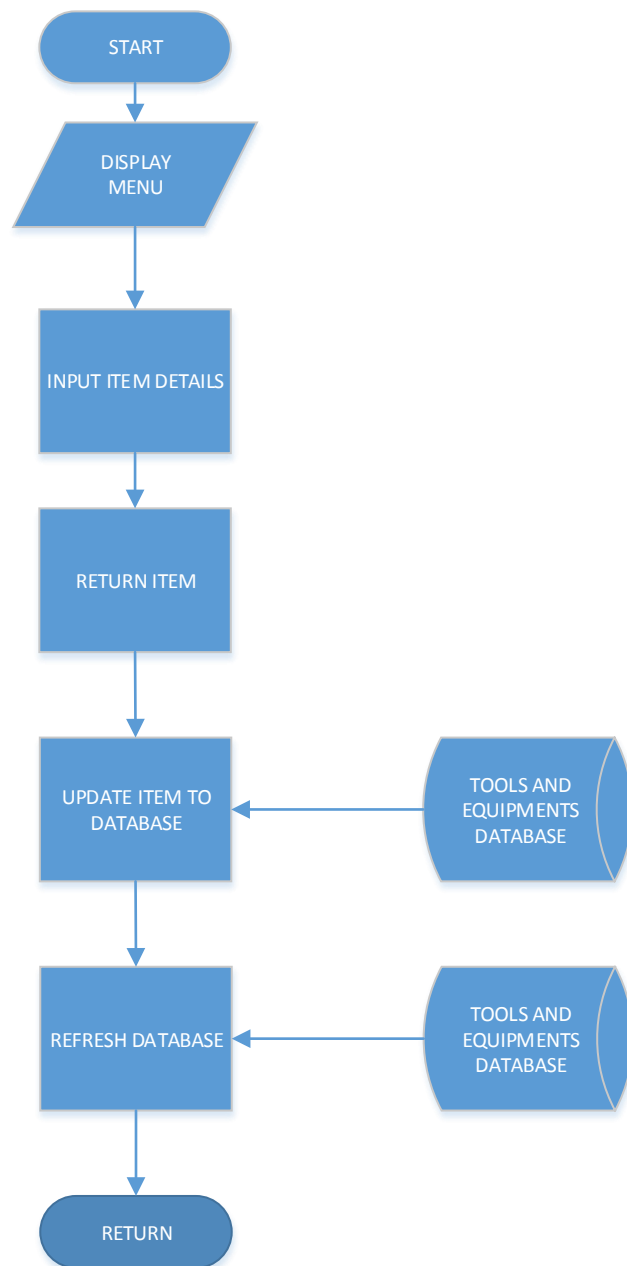 START
DISPLAY
MENU
INPUT ITEM DETAILS
RETURN ITEM
UPDATE ITEM TO
DATABASE
TOOLS AND
EQUIPMENTS
DATABASE
REFRESH DATABASE
TOOLS AND
EQUIPMENTS
DATABASE
RETURN